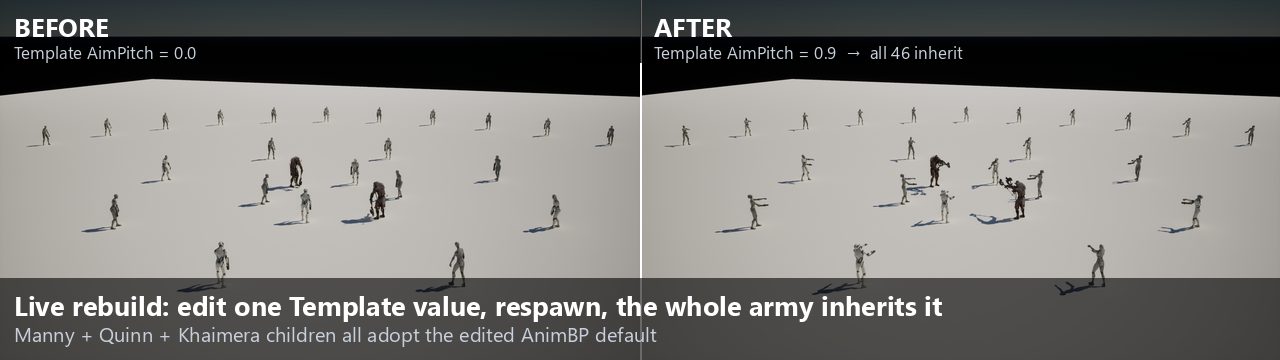 BEFORE
Template AimPitch = 0.0
AFTER
Template AimPitch = 0.9 → all 46 inherit
Live rebuild: edit one Template value, respawn, the whole army inherits it
Manny + Quinn + Khaimera children all adopt the edited AnimBP default